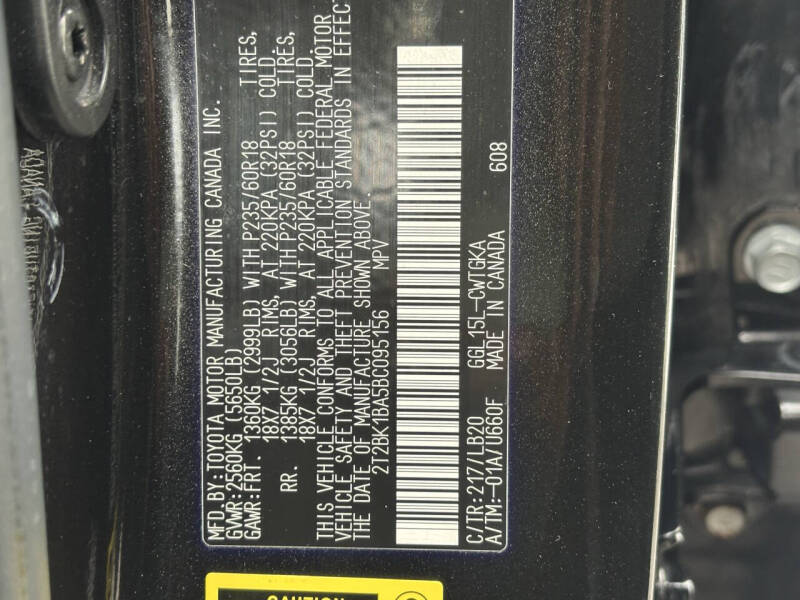 MFD. BY: TOYOTA MOTOR MANUFACTURING CANADA INC.
GVWR: 2560KG (5650LB)
GAWR: FRT. 1360KG (2999LB) WITH P235/60R18 TIRES,
18X7 1/2J RIMS, AT 220KPA (32PSI) COLD.
RR. 1385KG (3056LB) WITH P235/60R18 TIRES,
18X7 1/2J RIMS, AT 220KPA (32PSI) COLD.
THIS VEHICLE CONFORMS TO ALL APPLICABLE FEDERAL MOTOR
VEHICLE SAFETY AND THEFT PREVENTION STANDARDS IN EFFECT
THE DATE OF MANUFACTURE SHOWN ABOVE.
2T2BK1BA5BC095156 MPV
C/TR: 217/LB20 GGL15L-CWTGKA
A/TM:-01A/U660F MADE IN CANADA 608
CAUTION